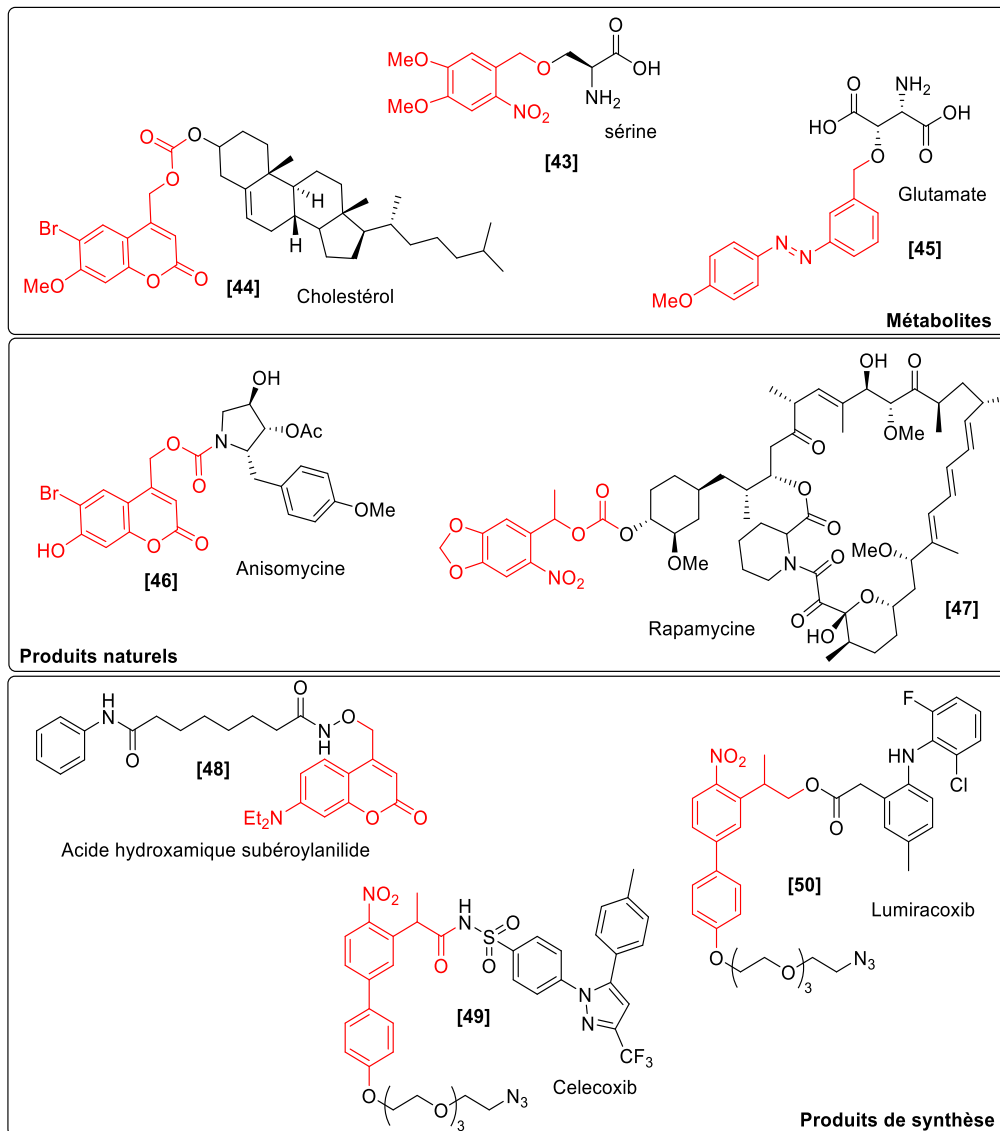 MeO
MeO
NO2
O
O
OH
NH2
sérine
[43]
O
O
O
Br
MeO
O
O
H
H
[44]
Cholestérol
NH2
O
HO
OH
O
O
Glutamate
N
N
MeO
[45]
Métabolites
HO
OAc
N
O
O
Br
HO
O
O
OMe
[46]
Anisomycine
Produits naturels
OH
O
O
OMe
O
O
O
O
O
O
O
NO2
OMe
O
N
O
O
O
HO
MeO
Rapamycine
[47]
H
N
O
O
N
H
O
[48]
Et2N
O
O
Acide hydroxamique subéroylanilide
NO2
H
N
O
O
S
O
N
N
CF3
[49]
O
O
3
N3
Celecoxib
F
NO2
HN
Cl
O
O
[50]
Lumiracoxib
O
O
3
N3
Produits de synthèse